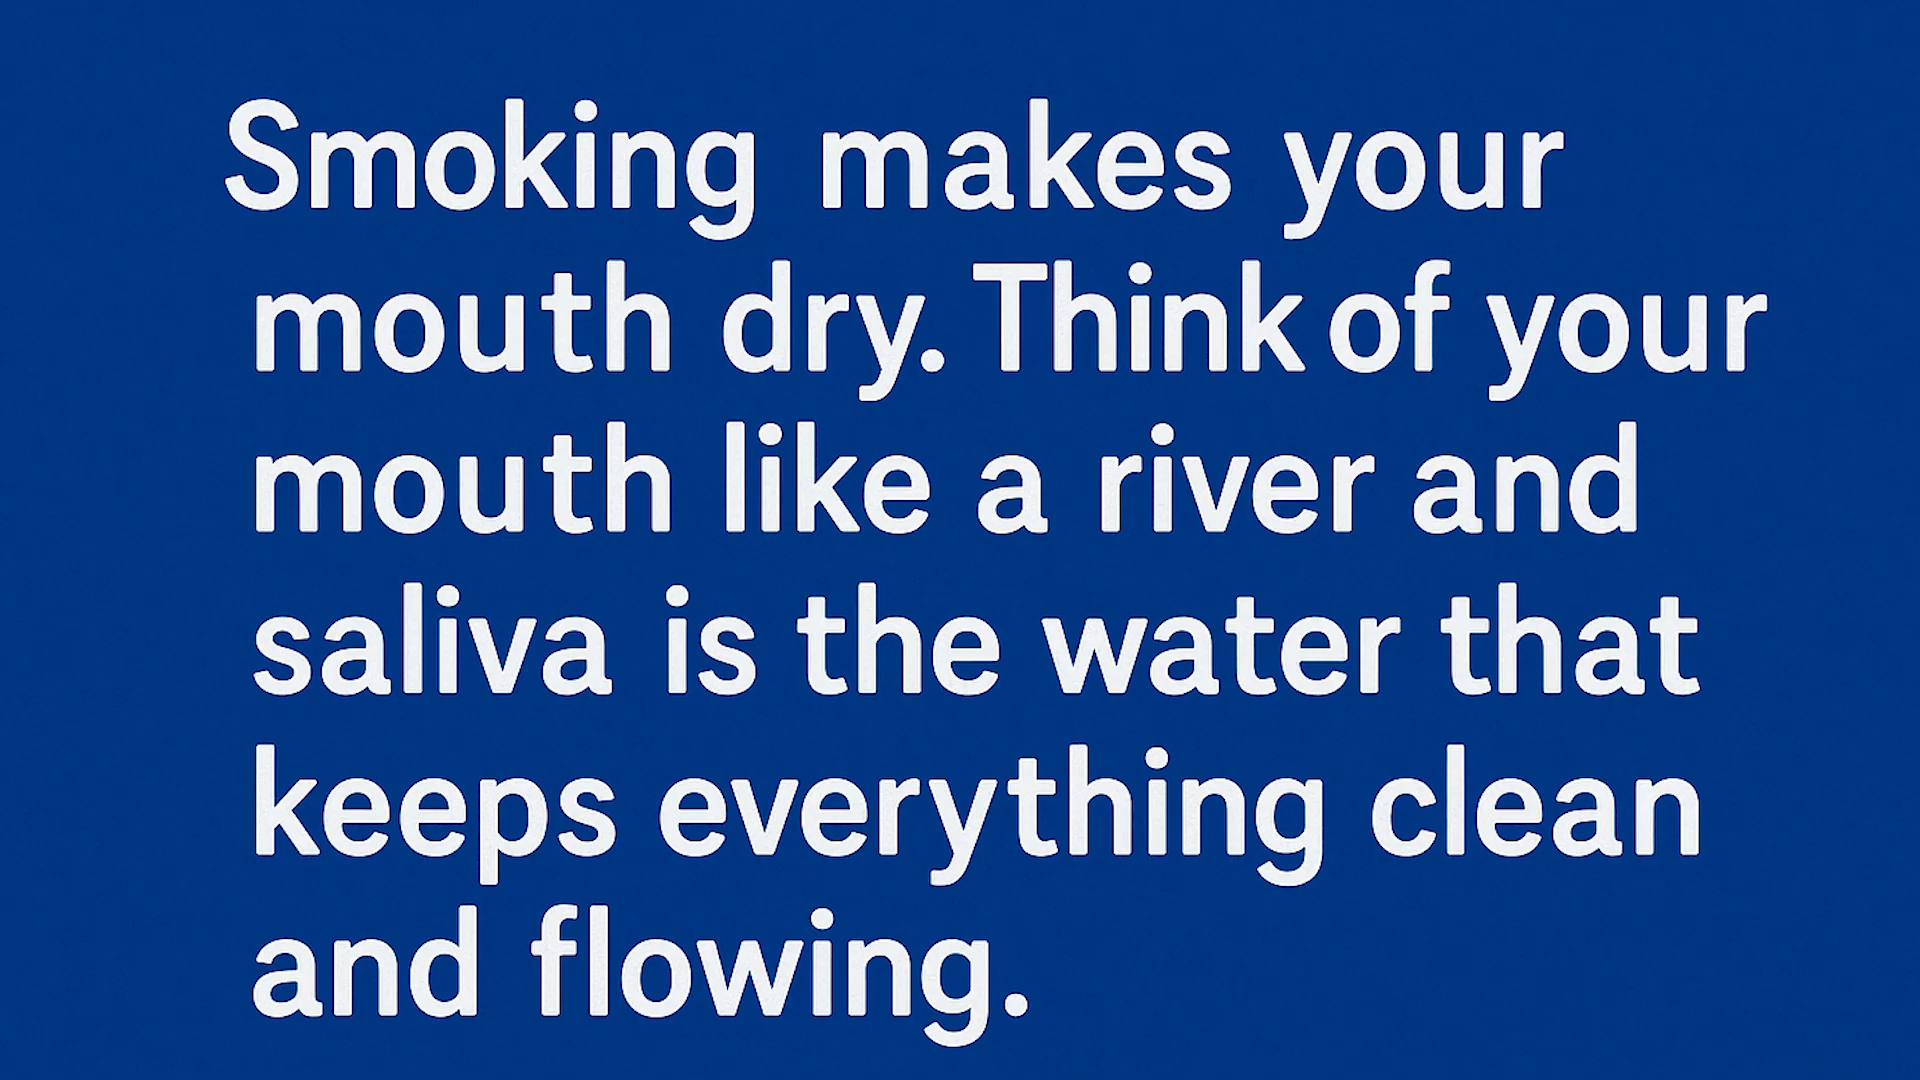 Smoking makes your
mouth dry. Think of your
mouth like a river and
saliva is the water that
keeps everything clean
and flowing.